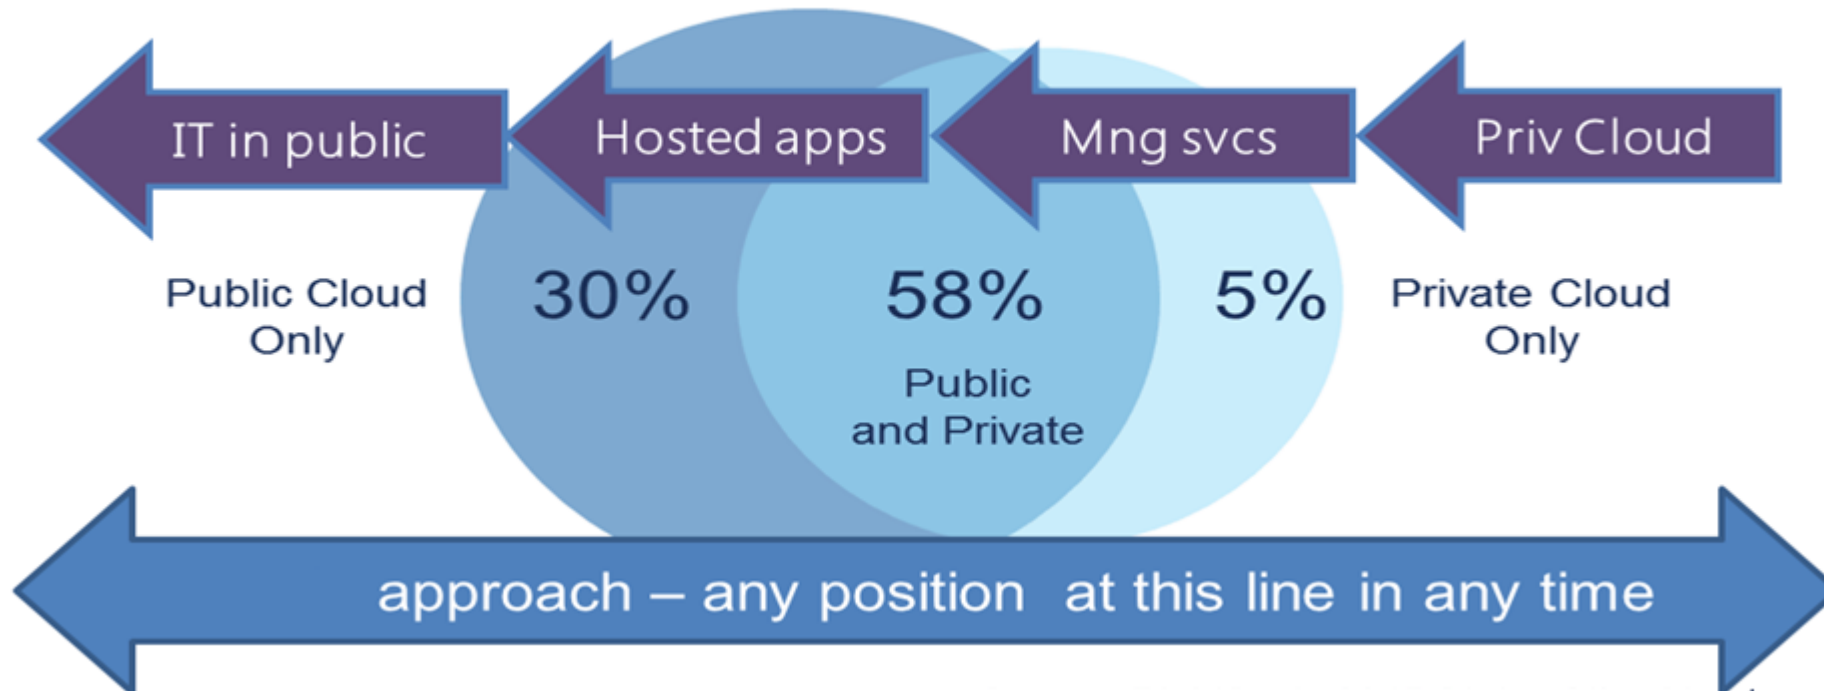 IT in public
Hosted apps
Mng svcs
Priv Cloud
Public Cloud
Only
30%
58%
Public
and Private
5%
Private Cloud
Only
approach – any position at this line in any time